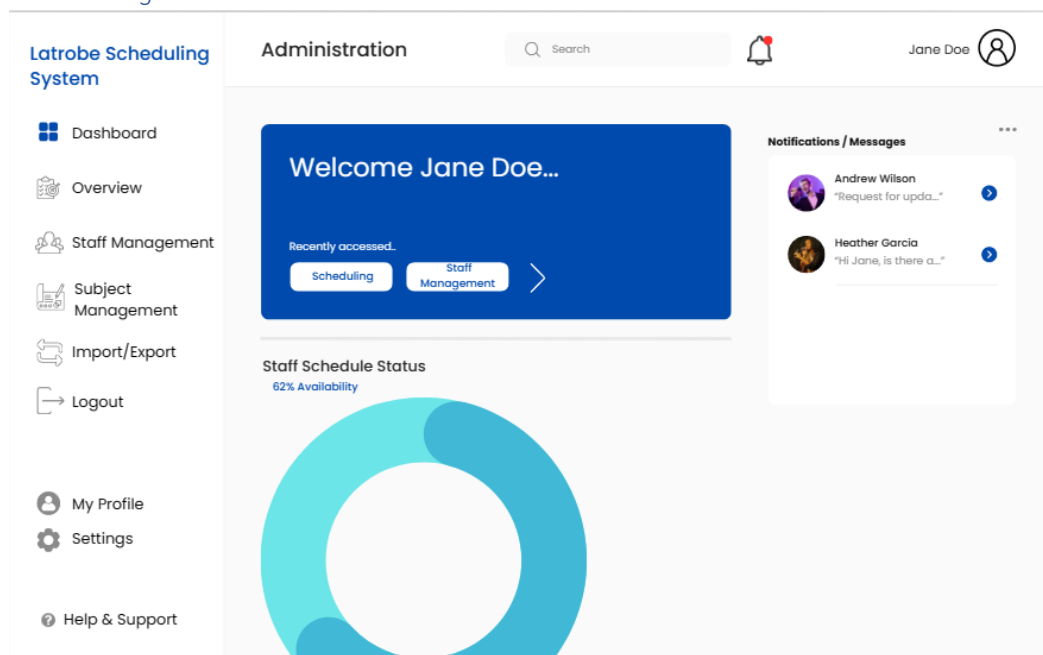 Latrobe Scheduling
System
Dashboard
Overview
Staff Management
Subject
Management
Import/Export
Logout
My Profile
Settings
Help & Support
Administration
Search
Jane Doe
Welcome Jane Doe...
Recently accessed..
Scheduling
Staff
Management
Staff Schedule Status
62% Availability
Notifications / Messages
Andrew Wilson
"Request for upda..."
Heather Garcia
"Hi Jane, is there a..."